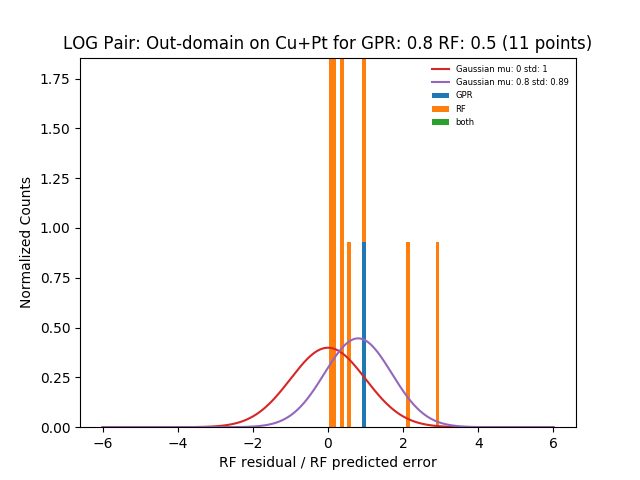 LOG Pair: Out-domain on Cu+Pt for GPR: 0.8 RF: 0.5 (11 points)
Gaussian mu: 0 std: 1
Gaussian mu: 0.8 std: 0.89
GPR
RF
both
Normalized Counts
1.75
1.50
1.25
1.00
0.75
0.50
0.25
0.00
−6
−4
−2
0
2
4
6
RF residual / RF predicted error